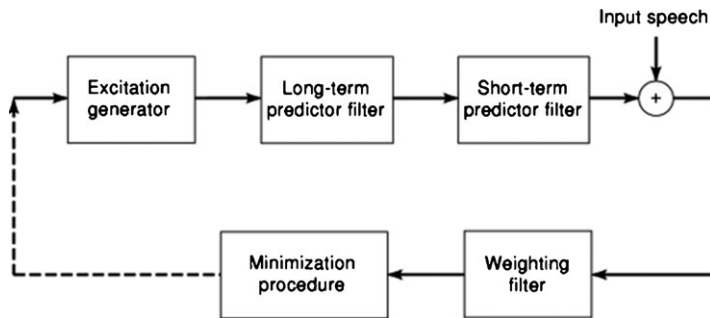 Input speech
Excitation
generator
Long-term
predictor filter
Short-term
predictor filter
+
Minimization
procedure
Weighting
filter